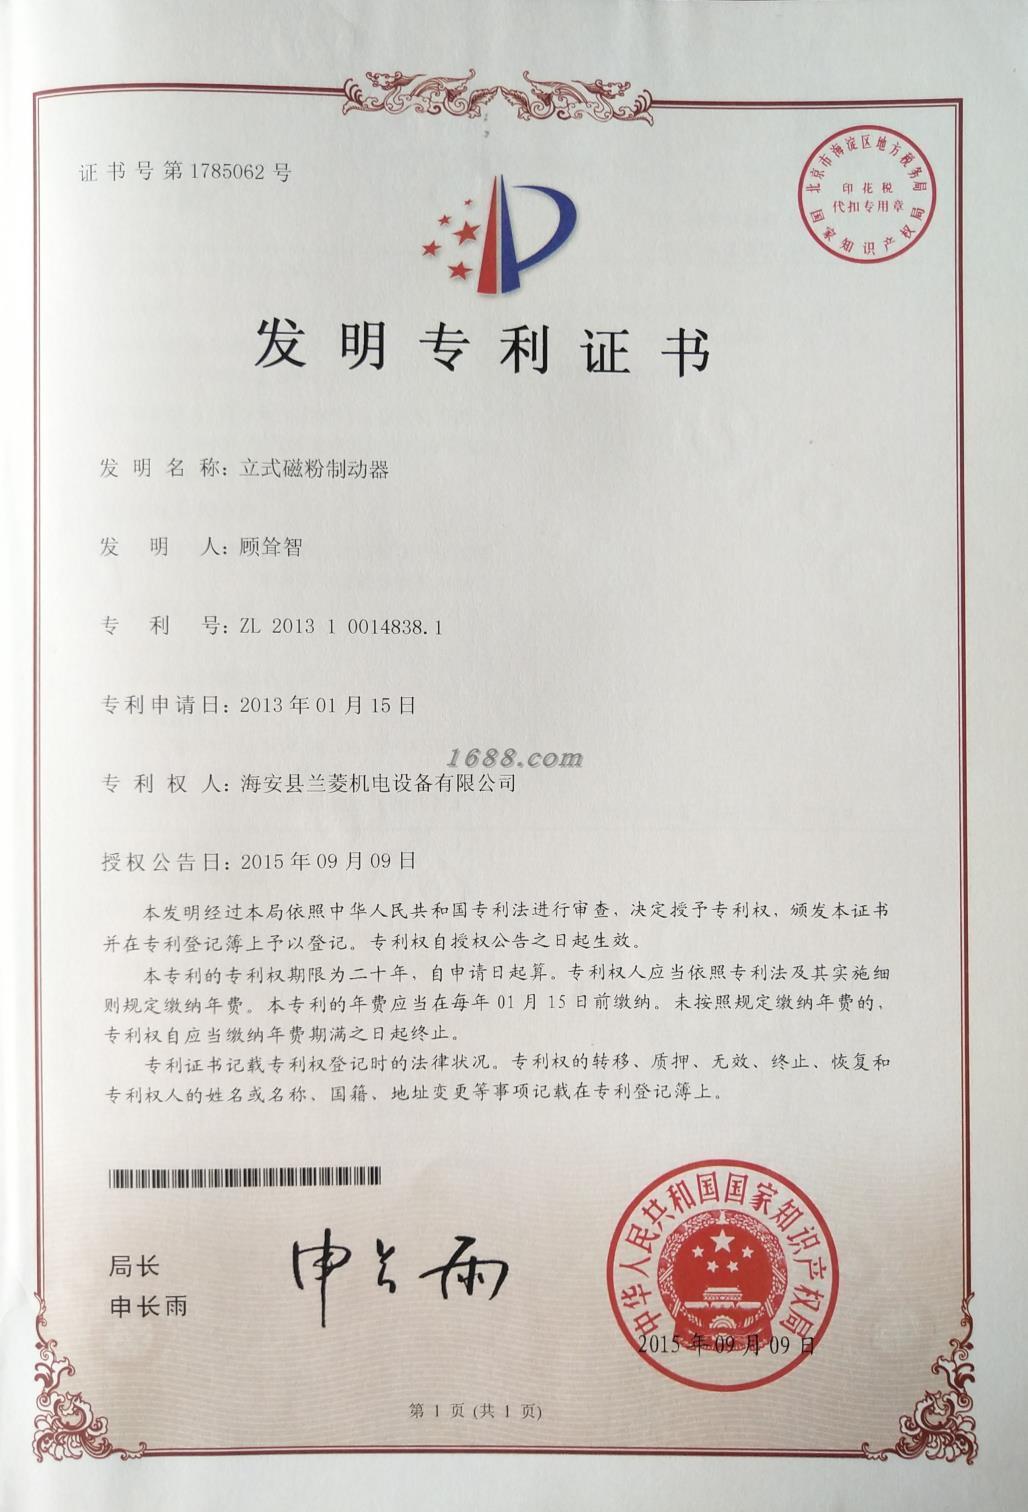 证书号第1785062号
北京市海淀区地方税务局
印花税
代扣专用章
国家知识产权局
发明专利证书
发明名称：立式磁粉制动器
发明人：顾耸智
专利号：ZL 2013 1 0014838.1
专利申请日：2013年01月15日
1688.com
专利权人：海安县兰菱机电设备有限公司
授权公告日：2015年09月09日
本发明经过本局依照中华人民共和国专利法进行审查，决定授予专利权，颁发本证书
并在专利登记簿上予以登记。专利权自授权公告之日起生效。
本专利的专利权期限为二十年，自申请日起算。专利权人应当依照专利法及其实施细
则规定缴纳年费。本专利的年费应当在每年01月15日前缴纳。未按照规定缴纳年费的，
专利权自应当缴纳年费期满之日起终止。
专利证书记载专利权登记时的法律状况。专利权的转移、质押、无效、终止、恢复和
专利权人的姓名或名称、国籍、地址变更等事项记载在专利登记簿上。
局长
申长雨
申长雨
中华人民共和国国家知识产权局
2015年09月09日
第1页(共1页)